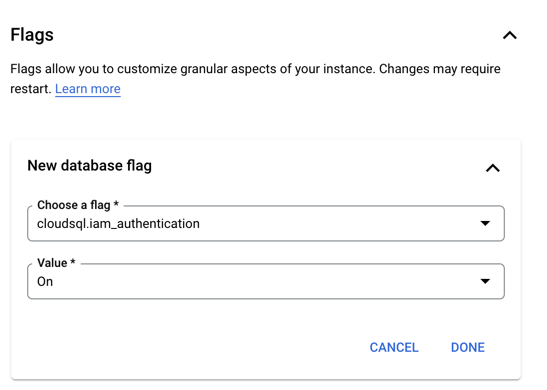 Flags
Flags allow you to customize granular aspects of your instance. Changes may require
restart. Learn more
New database flag
Choose a flag *
cloudsql.iam_authentication
Value *
On
CANCEL DONE